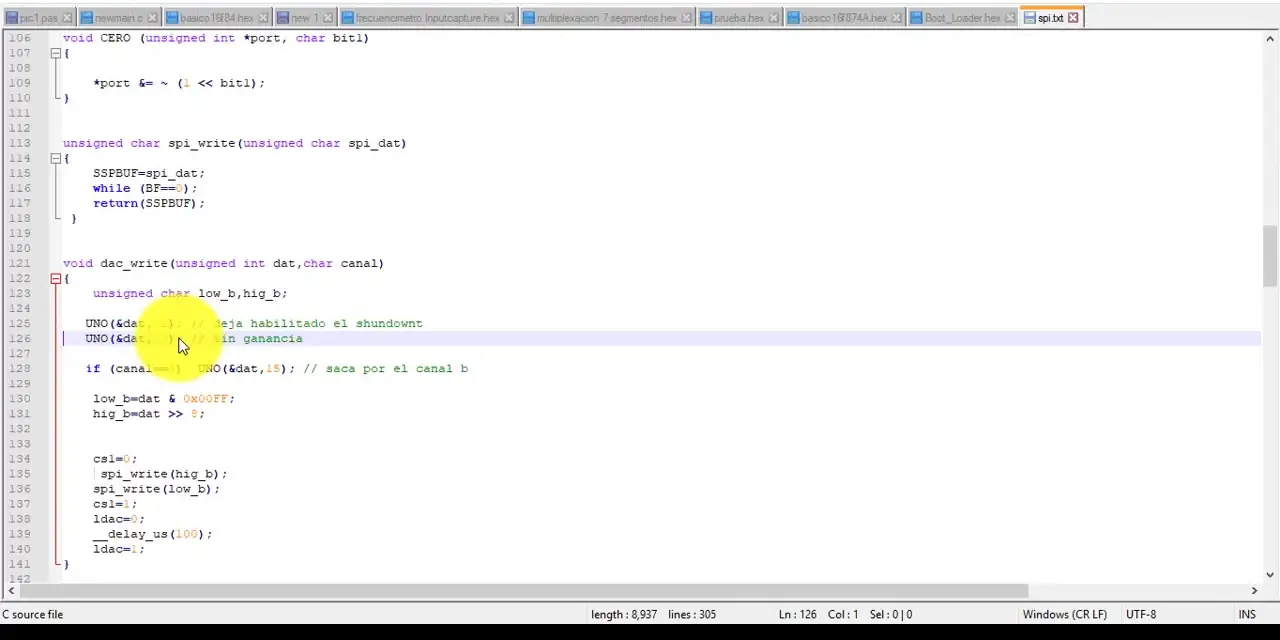 pic1.pas newmain.c basico16f84.hex new 1 frecuencimetro Inputcapture.hex multiplexacion 7 segmentos.hex prueba.hex basico16f874A.hex Boot_Loader.hex spi.txt
106 void CERO (unsigned int *port, char bit1)
107 {
108
109 *port &= ~ (1 << bit1);
110 }
111
112
113 unsigned char spi_write(unsigned char spi_dat)
114 {
115 SSPBUF=spi_dat;
116 while (BF==0);
117 return(SSPBUF);
118 }
119
120
121 void dac_write(unsigned int dat,char canal)
122 {
123 unsigned char low_b,hig_b;
124
125 UNO(&dat, ); // deja habilitado el shundownt
126 UNO(&dat, // sin ganancia
127
128 if (canal== ) UNO(&dat,15); // saca por el canal b
129
130 low_b=dat & 0x00FF;
131 hig_b=dat >> 8;
132
133
134 cs1=0;
135 spi_write(hig_b);
136 spi_write(low_b);
137 cs1=1;
138 ldac=0;
139 __delay_us(100);
140 ldac=1;
141 }
142
C source file length : 8,937 lines : 305 Ln : 126 Col : 1 Sel : 0 | 0 Windows (CR LF) UTF-8 INS